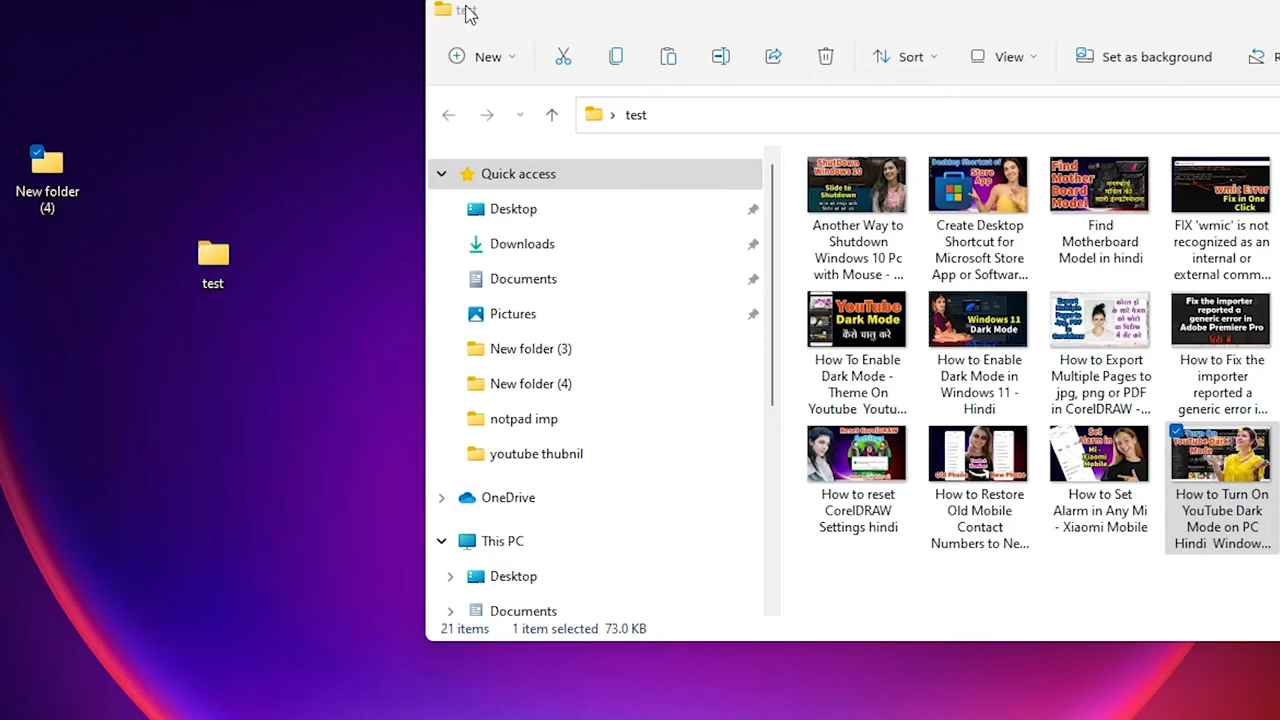 test
New
Sort
View
Set as background
R
test
New folder
(4)
test
Quick access
Desktop
Downloads
Documents
Pictures
New folder (3)
New folder (4)
notpad imp
youtube thubnil
OneDrive
This PC
Desktop
Documents
21 items
1 item selected 73.0 KB
ShutDown
Windows 10
Slide to
Shutdown
Another Way to
Shutdown
Windows 10 Pc
with Mouse - ...
Desktop Shortcut of
Store
App
Create Desktop
Shortcut for
Microsoft Store
App or Softwar...
Find
Mother
Board
Model
Find
Motherboard
Model in hindi
wmic Error
Fix in One
Click
FIX 'wmic' is not
recognized as an
internal or
external comm...
YouTube
Dark Mode
कैसे चालू करे
How To Enable
Dark Mode -
Theme On
Youtube Youtu...
Windows 11
Dark Mode
How to Enable
Dark Mode in
Windows 11 -
Hindi
How to Export
Multiple Pages to
jpg, png or PDF
in CorelDRAW -...
Fix the importer
reported a
generic error in
Adobe Premiere Pro
How to Fix the
importer
reported a
generic error i...
Reset CorelDRAW
Settings
How to reset
CorelDRAW
Settings hindi
Old Phone
New Phone
How to Restore
Old Mobile
Contact
Numbers to Ne...
Set
Alarm in
Mi -
Xiaomi
Mobile
How to Set
Alarm in Any Mi
- Xiaomi Mobile
Turn On
Youtube Dark
Mode
How to Turn On
YouTube Dark
Mode on PC
Hindi Window...